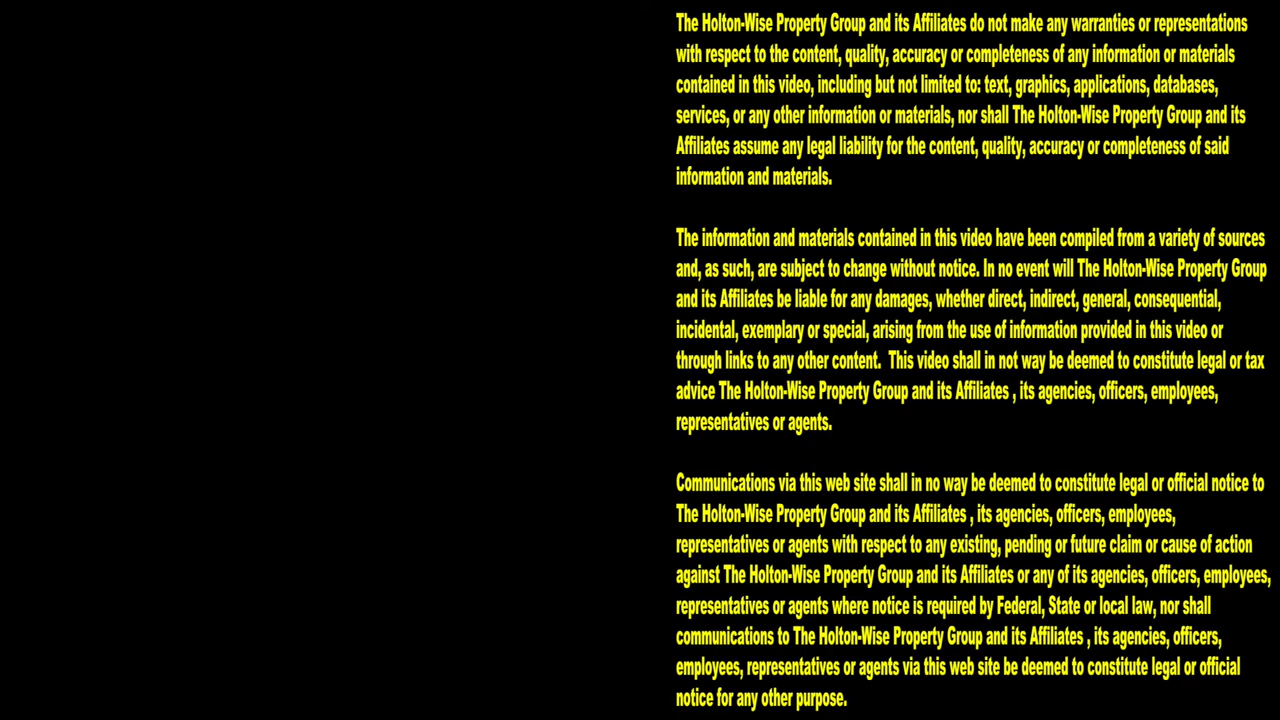 The Holton-Wise Property Group and its Affiliates do not make any warranties or representations
with respect to the content, quality, accuracy or completeness of any information or materials
contained in this video, including but not limited to: text, graphics, applications, databases,
services, or any other information or materials, nor shall The Holton-Wise Property Group and its
Affiliates assume any legal liability for the content, quality, accuracy or completeness of said
information and materials.
The information and materials contained in this video have been compiled from a variety of sources
and, as such, are subject to change without notice. In no event will The Holton-Wise Property Group
and its Affiliates be liable for any damages, whether direct, indirect, general, consequential,
incidental, exemplary or special, arising from the use of information provided in this video or
through links to any other content.  This video shall in not way be deemed to constitute legal or tax
advice The Holton-Wise Property Group and its Affiliates , its agencies, officers, employees,
representatives or agents.
Communications via this web site shall in no way be deemed to constitute legal or official notice to
The Holton-Wise Property Group and its Affiliates , its agencies, officers, employees,
representatives or agents with respect to any existing, pending or future claim or cause of action
against The Holton-Wise Property Group and its Affiliates or any of its agencies, officers, employees,
representatives or agents where notice is required by Federal, State or local law, nor shall
communications to The Holton-Wise Property Group and its Affiliates , its agencies, officers,
employees, representatives or agents via this web site be deemed to constitute legal or official
notice for any other purpose.